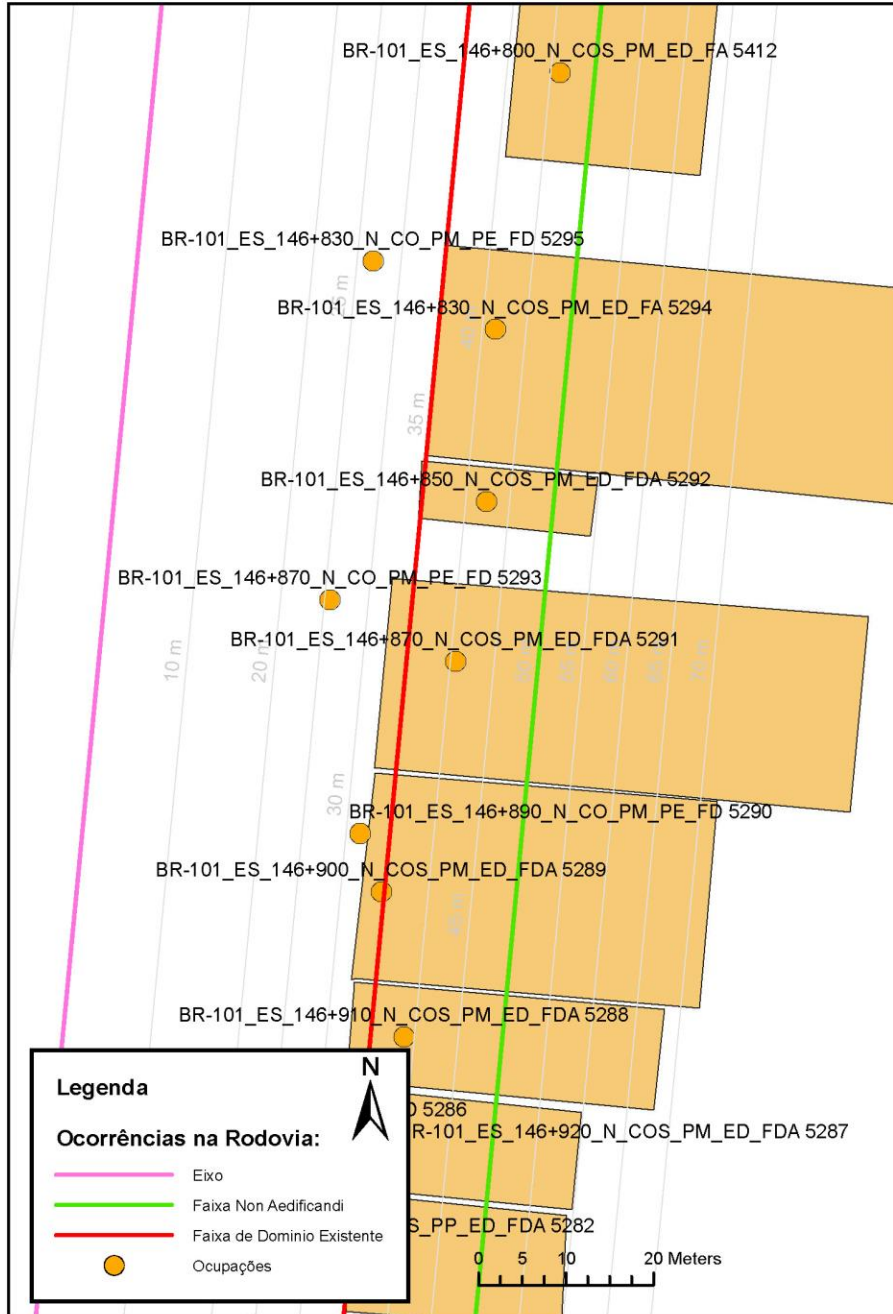 BR-101_ES_146+800_N_COS_PM_ED_FA 5412
BR-101_ES_146+830_N_CO_PM_PE_FD 5295
BR-101_ES_146+830_N_COS_PM_ED_FA 5294
35 m
BR-101_ES_146+850_N_COS_PM_ED_FDA 5292
BR-101_ES_146+870_N_CO_PM_PE_FD 5293
BR-101_ES_146+870_N_COS_PM_ED_FDA 5291
10 m
20 m
30 m
BR-101_ES_146+890_N_CO_PM_PE_FD 5290
BR-101_ES_146+900_N_COS_PM_ED_FDA 5289
BR-101_ES_146+910_N_COS_PM_ED_FDA 5288
5286
R-101_ES_146+920_N_COS_PM_ED_FDA 5287
S_PP_ED_FDA 5282
N
Legenda
Ocorrências na Rodovia:
Eixo
Faixa Non Aedificandi
Faixa de Dominio Existente
Ocupações
0 5 10 20 Meters